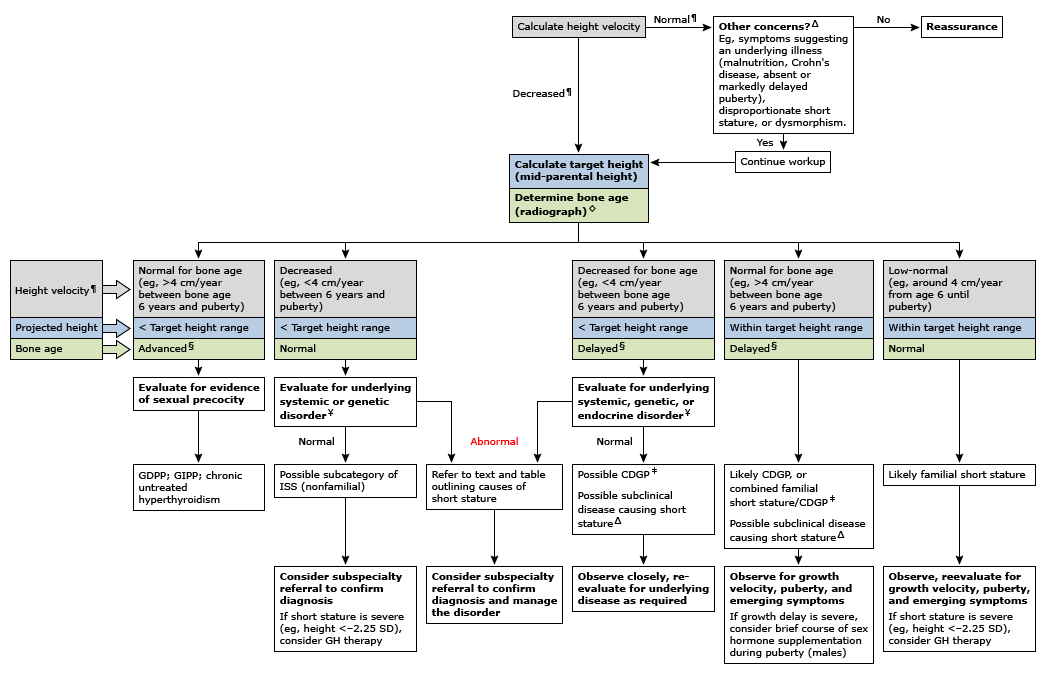 Calculate height velocity
Normal¶
Other concerns?Δ
Eg, symptoms suggesting
an underlying illness
(malnutrition, Crohn's
disease, absent or
markedly delayed
puberty),
disproportionate short
stature, or dysmorphism.
No
Reassurance
Decreased¶
Yes
Continue workup
Calculate target height
(mid-parental height)
Determine bone age
(radiograph)◇
Height velocity¶
Projected height
Bone age
Normal for bone age
(eg, >4 cm/year
between bone age
6 years and puberty)
< Target height range
Advanced§
Evaluate for evidence
of sexual precocity
GDPP; GIPP; chronic
untreated
hyperthyroidism
Decreased
(eg, <4 cm/year
between 6 years and
puberty)
< Target height range
Normal
Evaluate for underlying
systemic or genetic
disorder¥
Normal
Possible subcategory of
ISS (nonfamilial)
Consider subspecialty
referral to confirm
diagnosis
If short stature is severe
(eg, height <–2.25 SD),
consider GH therapy
Abnormal
Refer to text and table
outlining causes of
short stature
Consider subspecialty
referral to confirm
diagnosis and manage
the disorder
Decreased for bone age
(eg, <4 cm/year
between bone age
6 years and puberty)
< Target height range
Delayed§
Evaluate for underlying
systemic, genetic, or
endocrine disorder¥
Normal
Possible CDGP‡
Possible subclinical
disease causing short
statureΔ
Observe closely, re-
evaluate for underlying
disease as required
Normal for bone age
(eg, >4 cm/year
between bone age
6 years and puberty)
Within target height range
Delayed§
Likely CDGP, or
combined familial
short stature/CDGP‡
Possible subclinical disease
causing short statureΔ
Observe for growth
velocity, puberty, and
emerging symptoms
If growth delay is severe,
consider brief course of sex
hormone supplementation
during puberty (males)
Low-normal
(eg, around 4 cm/year
from age 6 until
puberty)
Within target height range
Normal
Likely familial short stature
Observe, reevaluate for
growth velocity, puberty,
and emerging symptoms
If short stature is severe
(eg, height <–2.25 SD),
consider GH therapy